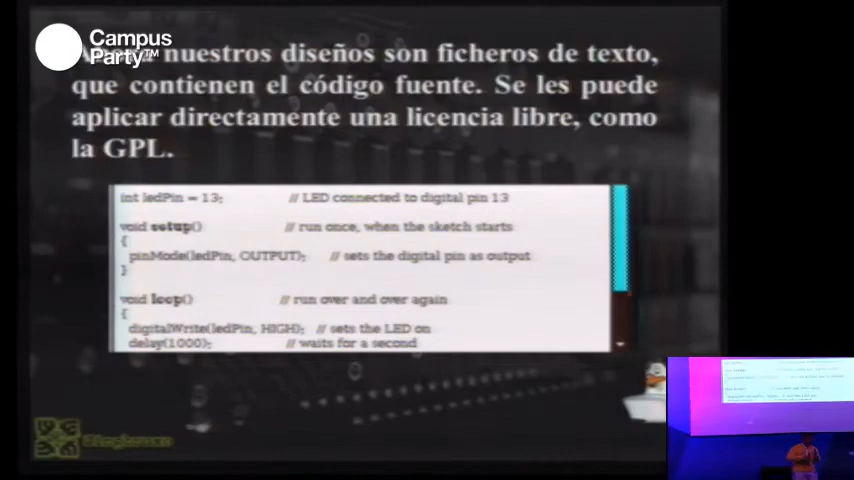 Campus
Party™
nuestros diseños son ficheros de texto,
que contienen el código fuente. Se les puede
aplicar directamente una licencia libre, como
la GPL.
int ledPin = 13; // LED connected to digital pin 13
void setup() // run once, when the sketch starts
{
pinMode(ledPin, OUTPUT); // sets the digital pin as output
}
void loop() // run over and over again
{
digitalWrite(ledPin, HIGH); // sets the LED on
delay(1000); // waits for a second